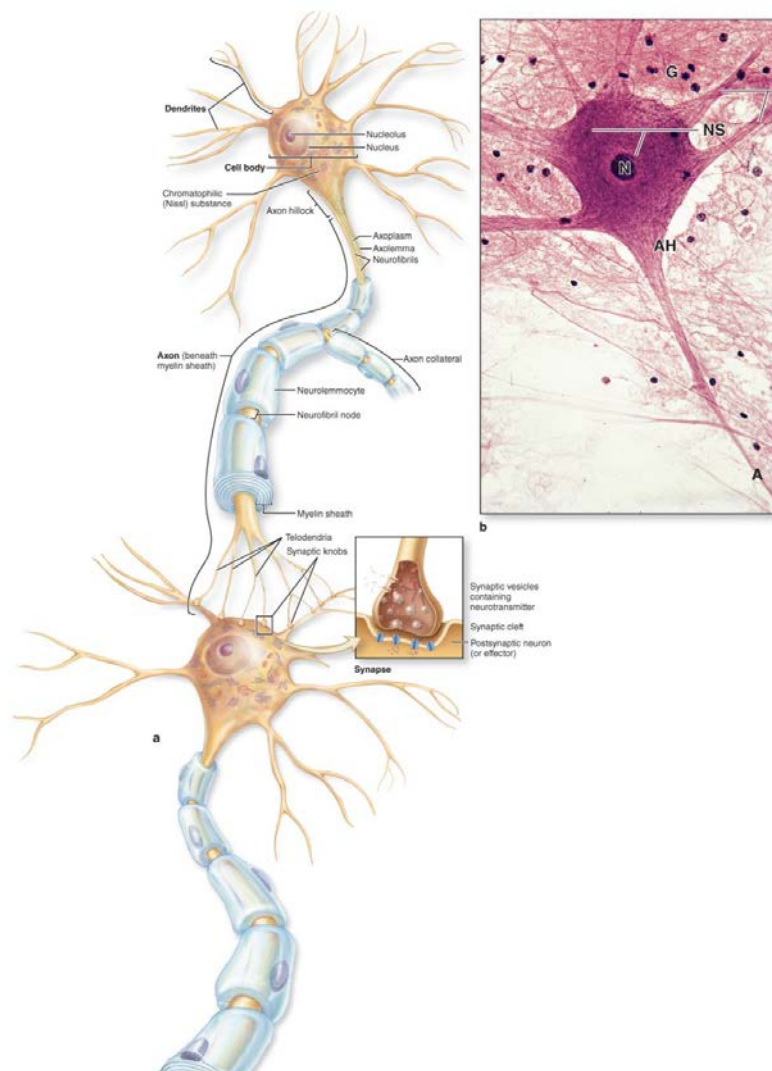 Dendrites
Nucleolus
Nucleus
Cell body
Chromatophilic
(Nissl) substance
Axon hillock
Axoplasm
Axolemma
Neurofibrils
Axon (beneath
myelin sheath)
Axon collateral
Neurolemmocyte
Neurofibril node
Myelin sheath
Telodendria
Synaptic knobs
Synaptic vesicles
containing
neurotransmitter
Synaptic cleft
Postsynaptic neuron
(or effector)
Synapse
a
G
NS
N
AH
A
b